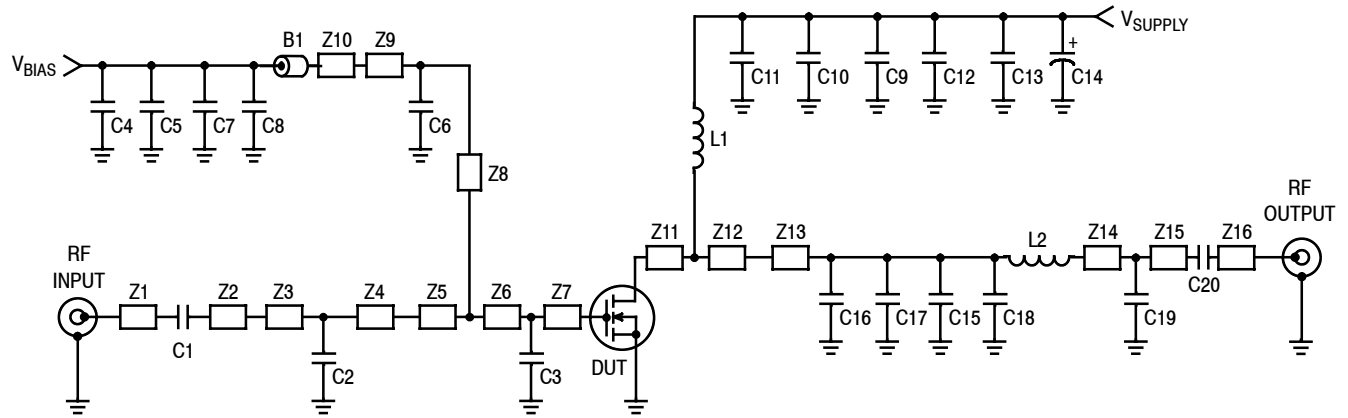 V_SUPPLY
B1 Z10 Z9
V_BIAS
+
C11 C10 C9 C12 C13 C14
C4 C5 C7 C8 C6
L1
Z8
RF
OUTPUT
Z11 Z12 Z13 L2 Z14 Z15 Z16
RF
INPUT
C20
Z1 Z2 Z3 Z4 Z5 Z6 Z7
C16 C17 C15 C18 C19
C1
DUT
C2 C3